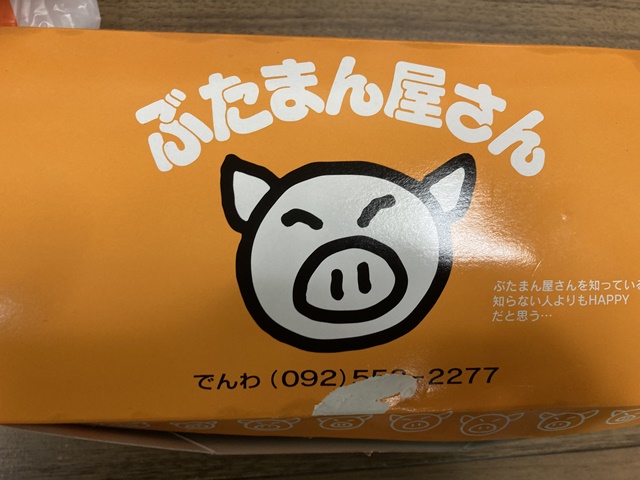 ぶたまん屋さん
ぶたまん屋さんを知っている
知らない人よりもHAPPY
だと思う…
でんわ (092) -2277